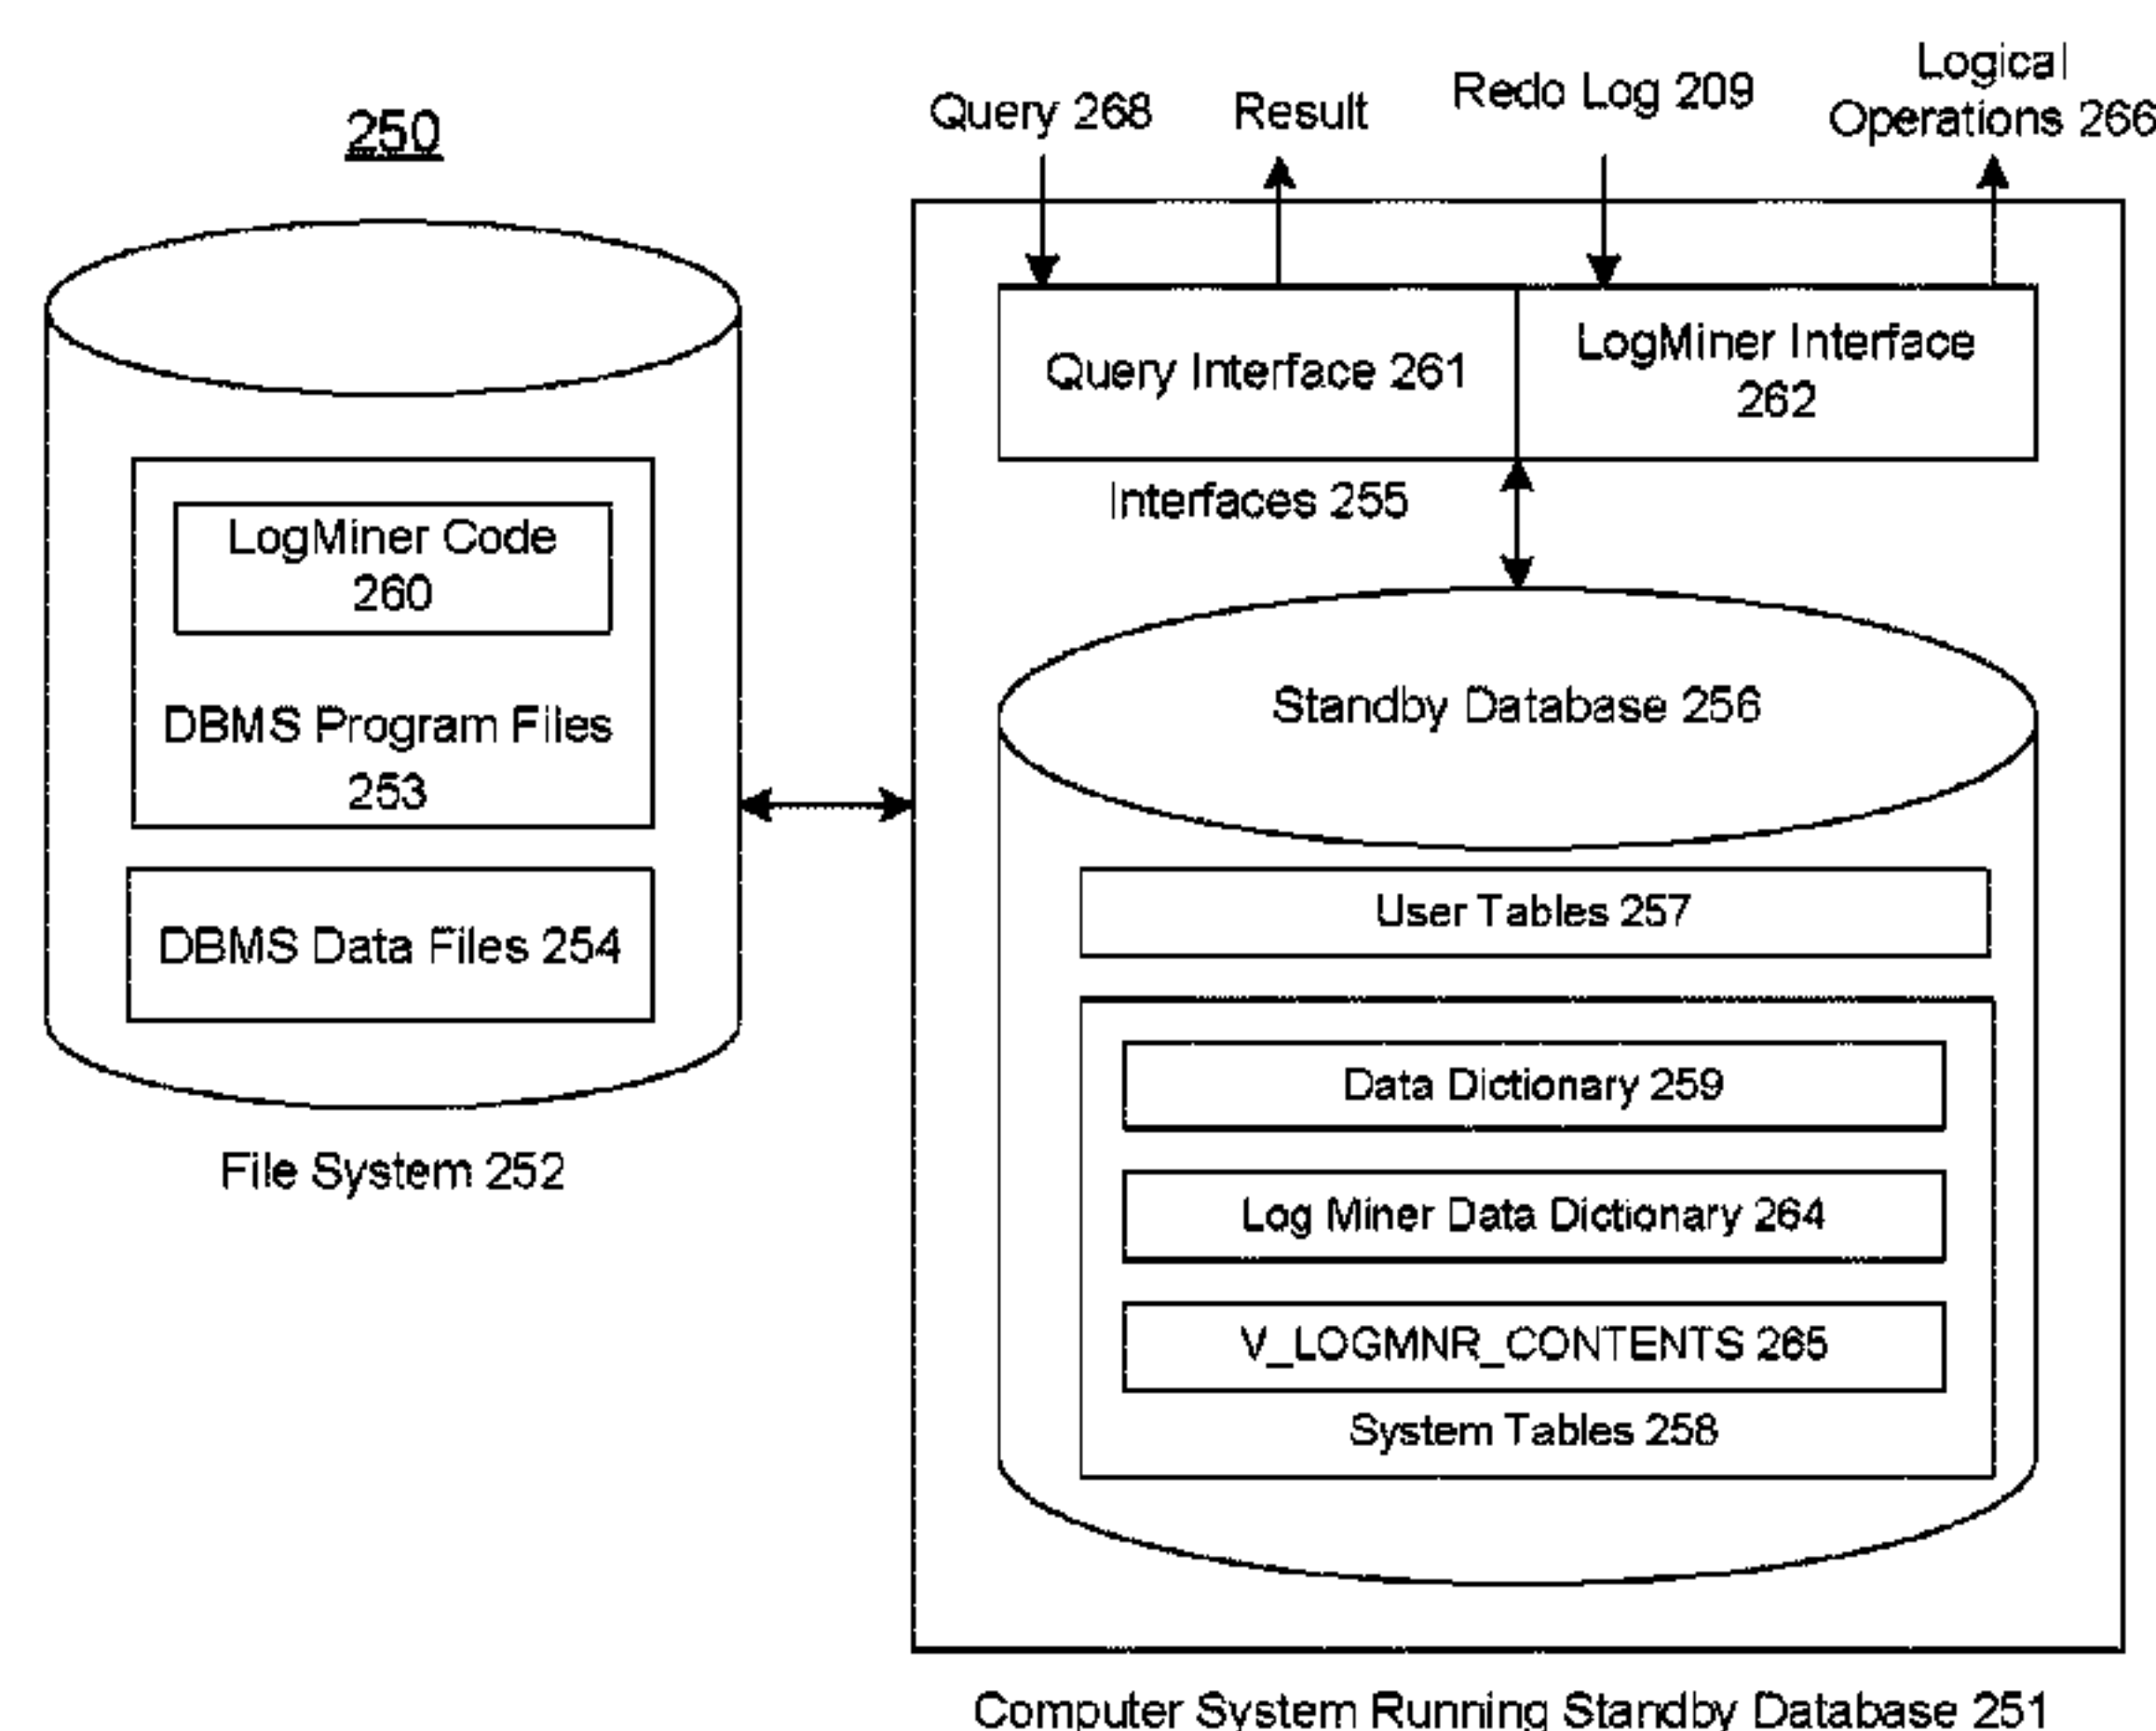 250
Query 268
Result
Redo Log 209
Logical
Operations 266
Query Interface 261
LogMiner Interface
262
Interfaces 255
LogMiner Code
260
DBMS Program Files
253
DBMS Data Files 254
File System 252
Standby Database 256
User Tables 257
Data Dictionary 259
Log Miner Data Dictionary 264
V_LOGMNR_CONTENTS 265
System Tables 258
Computer System Running Standby Database 251